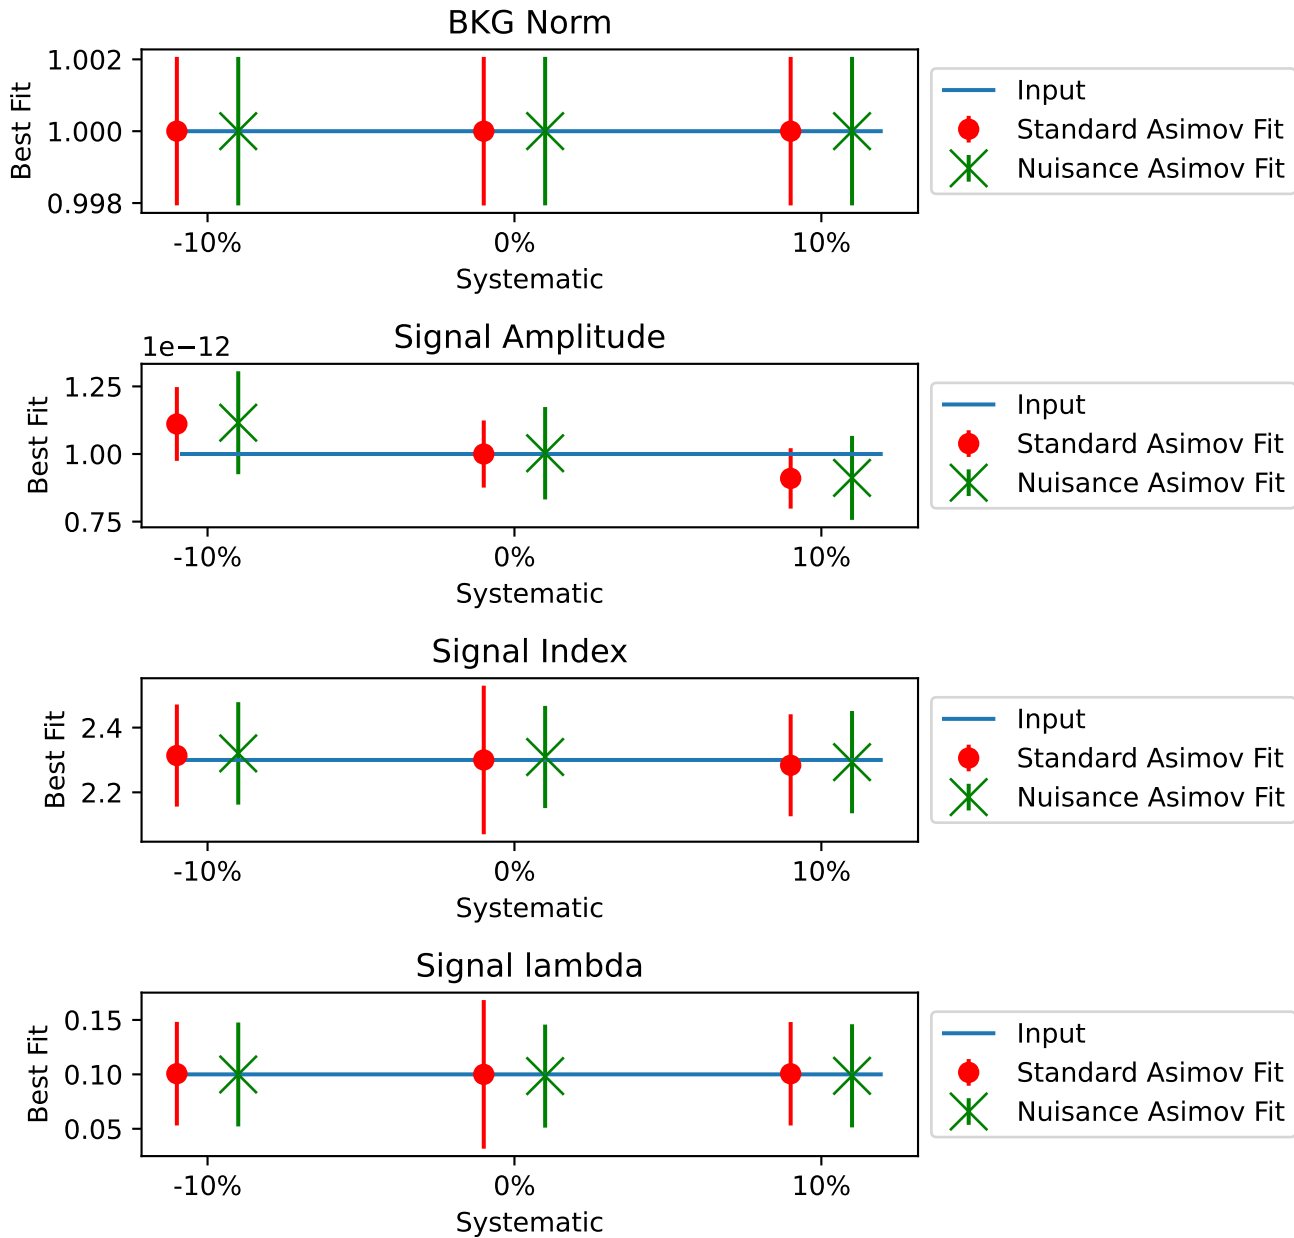 BKG Norm
1.002
1.000
0.998
Best Fit
-10% 0% 10%
Systematic
Input
Standard Asimov Fit
Nuisance Asimov Fit
Signal Amplitude
1e−12
1.25
1.00
0.75
Best Fit
-10% 0% 10%
Systematic
Input
Standard Asimov Fit
Nuisance Asimov Fit
Signal Index
2.4
2.2
Best Fit
-10% 0% 10%
Systematic
Input
Standard Asimov Fit
Nuisance Asimov Fit
Signal lambda
0.15
0.10
0.05
Best Fit
-10% 0% 10%
Systematic
Input
Standard Asimov Fit
Nuisance Asimov Fit